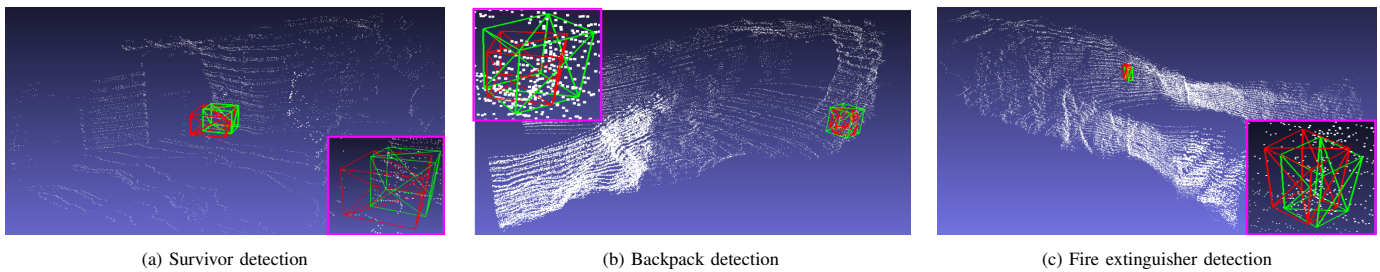 (a) Survivor detection
(b) Backpack detection
(c) Fire extinguisher detection